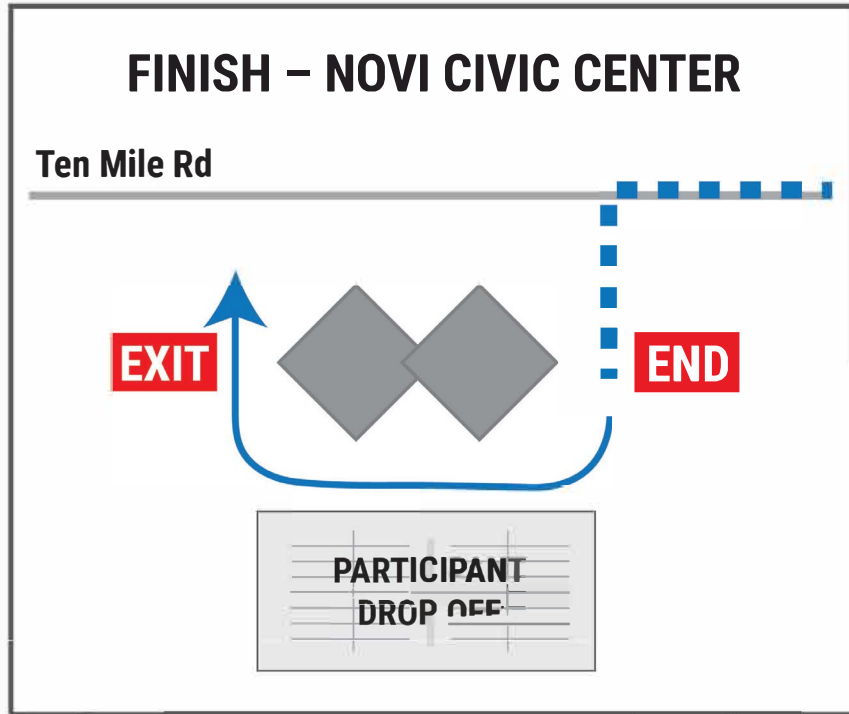 FINISH – NOVI CIVIC CENTER
Ten Mile Rd
EXIT
END
PARTICIPANT
DROP OFF